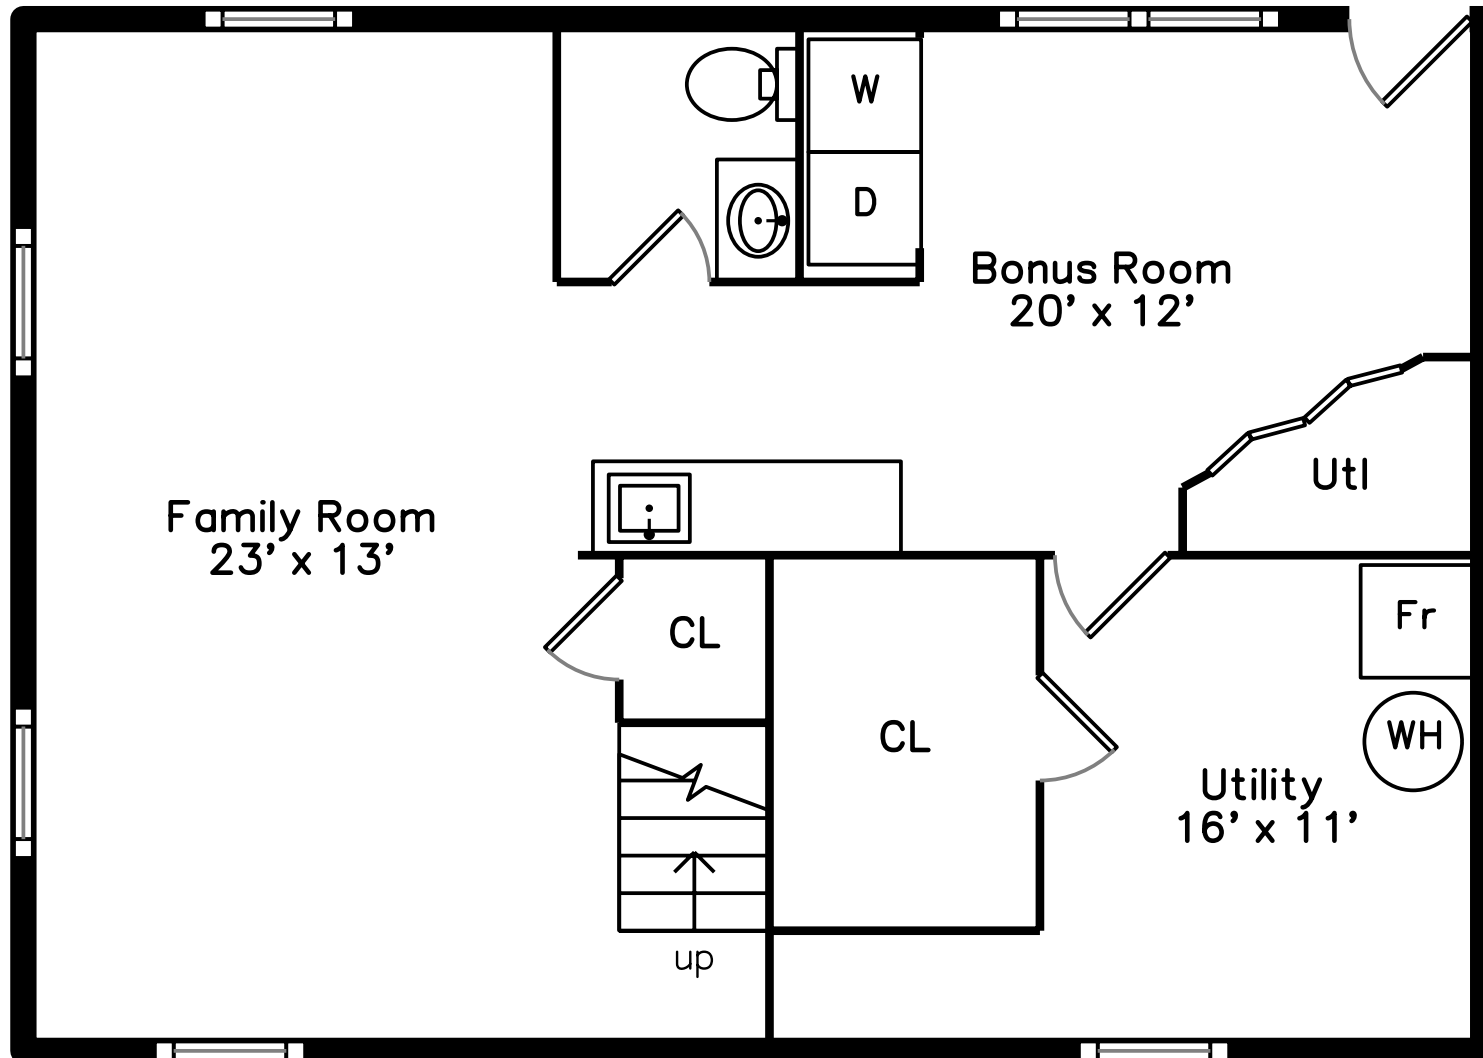 W
D
Bonus Room
20' x 12'
Utl
Family Room
23' x 13'
CL
Fr
CL
WH
Utility
16' x 11'
up